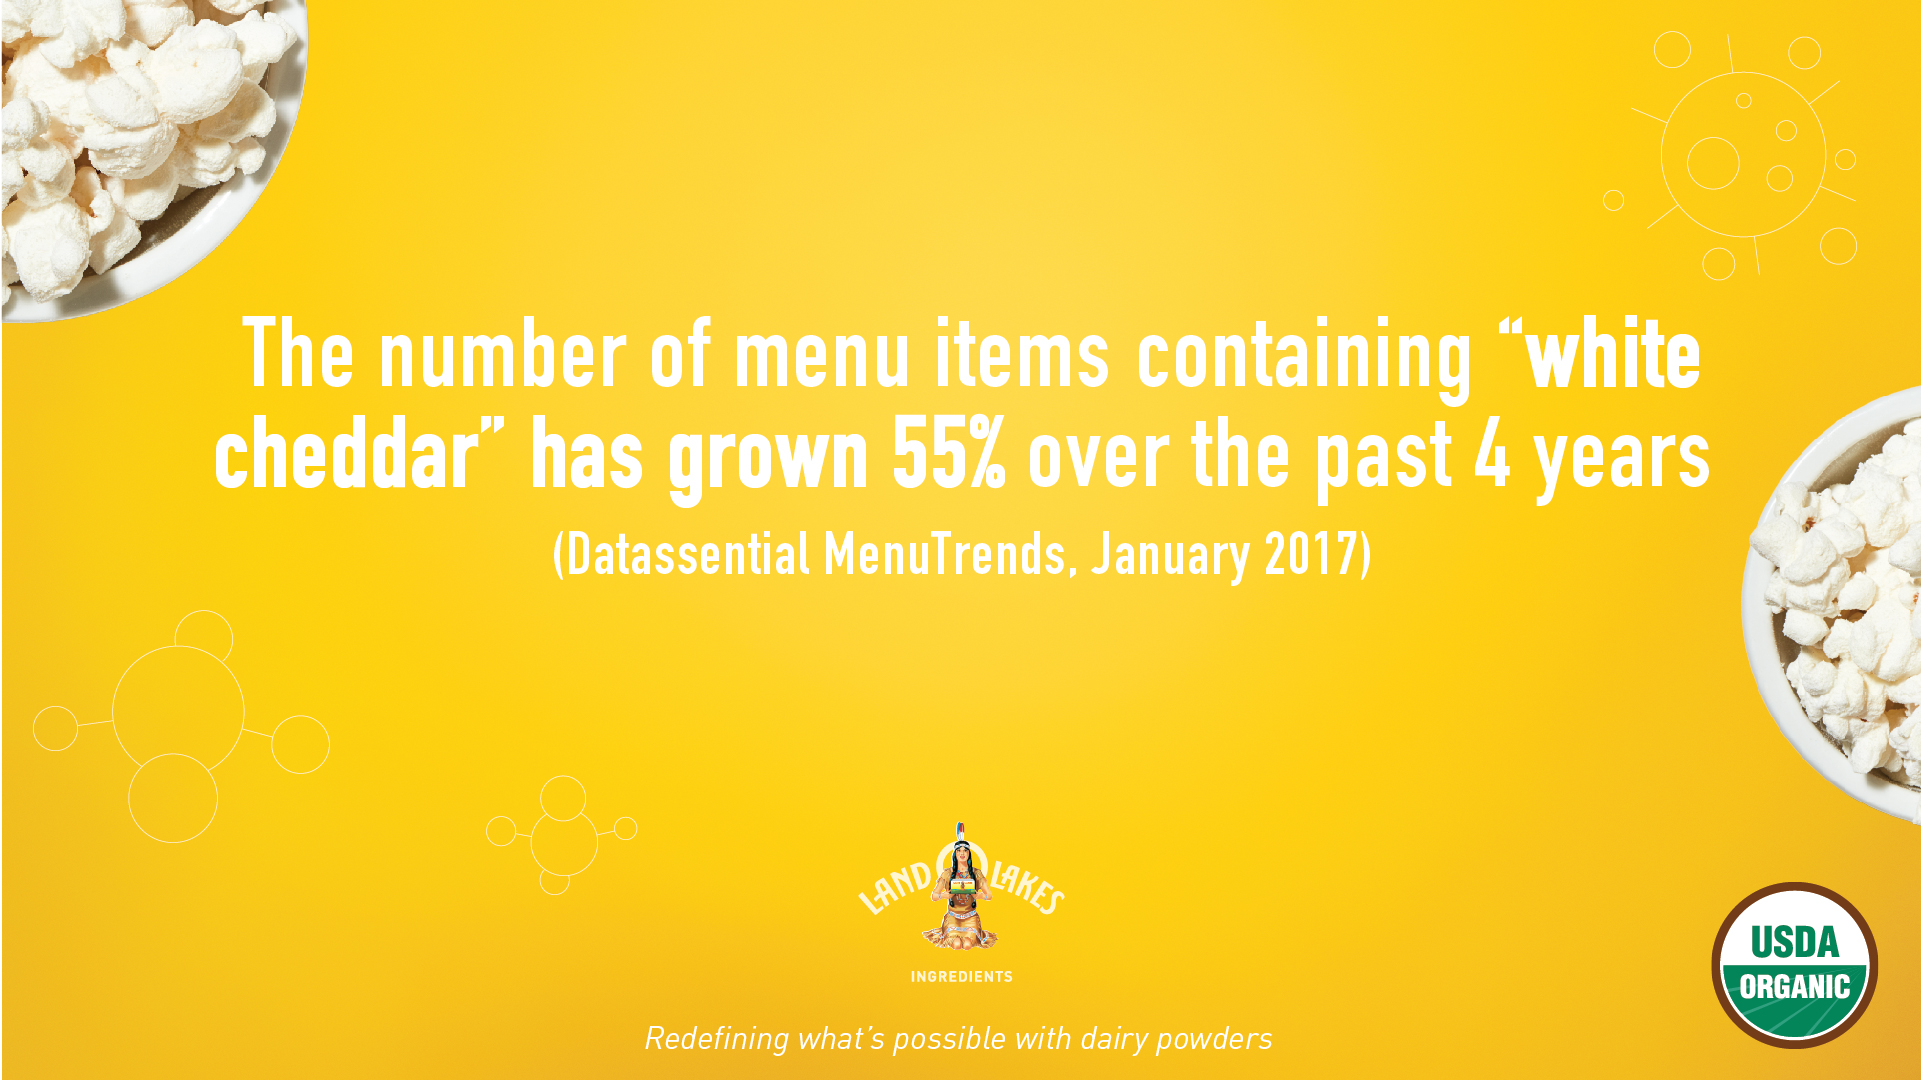 The number of menu items containing “white
cheddar” has grown 55% over the past 4 years
(Datassential MenuTrends, January 2017)
LAND O LAKES
INGREDIENTS
USDA
ORGANIC
Redefining what’s possible with dairy powders